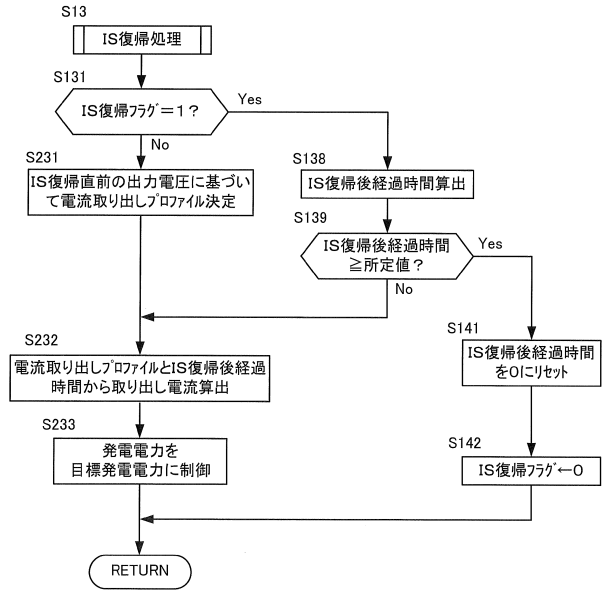 S13
IS復帰処理
S131
IS復帰ﾌﾗｸﾞ=1?
Yes
No
S231
IS復帰直前の出力電圧に基づい
て電流取り出しﾌﾟﾛﾌｧｲﾙ決定
S138
IS復帰後経過時間算出
S139
IS復帰後経過時間
≧所定値?
Yes
No
S232
電流取り出しﾌﾟﾛﾌｧｲﾙとIS復帰後経過
時間から取り出し電流算出
S141
IS復帰後経過時間
を0にリセット
S233
発電電力を
目標発電電力に制御
S142
IS復帰ﾌﾗｸﾞ←0
RETURN